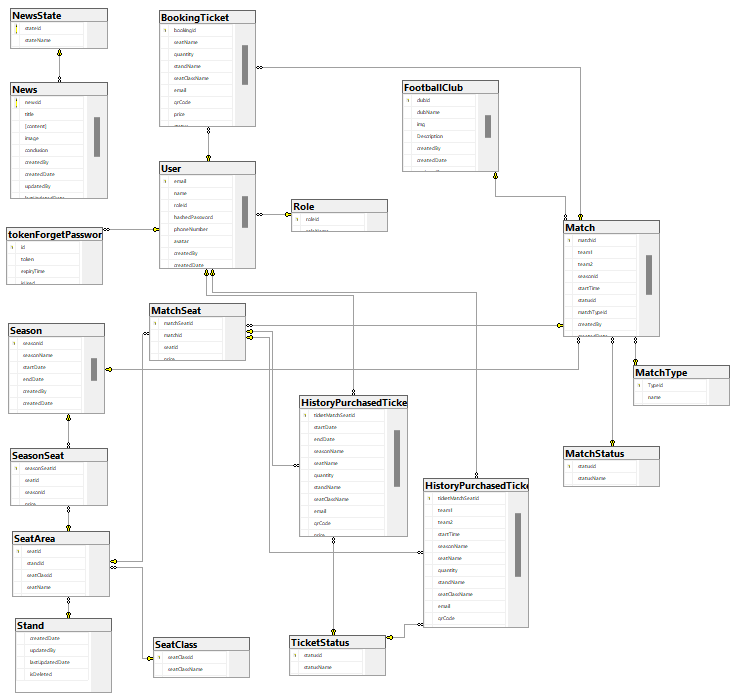 NewsState
stateId
stateName
News
newsId
title
[content]
image
conclusion
createdBy
createdDate
updatedBy
BookingTicket
bookingId
seatName
quantity
standName
seatClassName
email
qrCode
price
FootballClub
clubId
clubName
img
Description
createdBy
createdDate
User
email
name
roleId
hashedPassword
phoneNumber
avatar
createdBy
createdDate
Role
roleId
tokenForgetPasswor
id
token
expiryTime
Match
matchId
team1
team2
seasonId
startTime
statusId
matchTypeId
createdBy
MatchSeat
matchSeatId
matchId
seatId
price
Season
seasonId
seasonName
startDate
endDate
createdBy
createdDate
MatchType
TypeId
name
HistoryPurchasedTicke
ticketMatchSeatId
startDate
endDate
seasonName
seatName
quantity
standName
seatClassName
email
qrCode
price
MatchStatus
statusId
statusName
SeasonSeat
seasonSeatId
seatId
seasonId
price
HistoryPurchasedTicke
ticketMatchSeatId
team1
team2
startTime
seasonName
seatName
quantity
standName
seatClassName
email
qrCode
SeatArea
seatId
standId
seatClassId
seatName
Stand
createdDate
updatedBy
lastUpdatedDate
isDeleted
SeatClass
seatClassId
seatClassName
TicketStatus
statusId
statusName